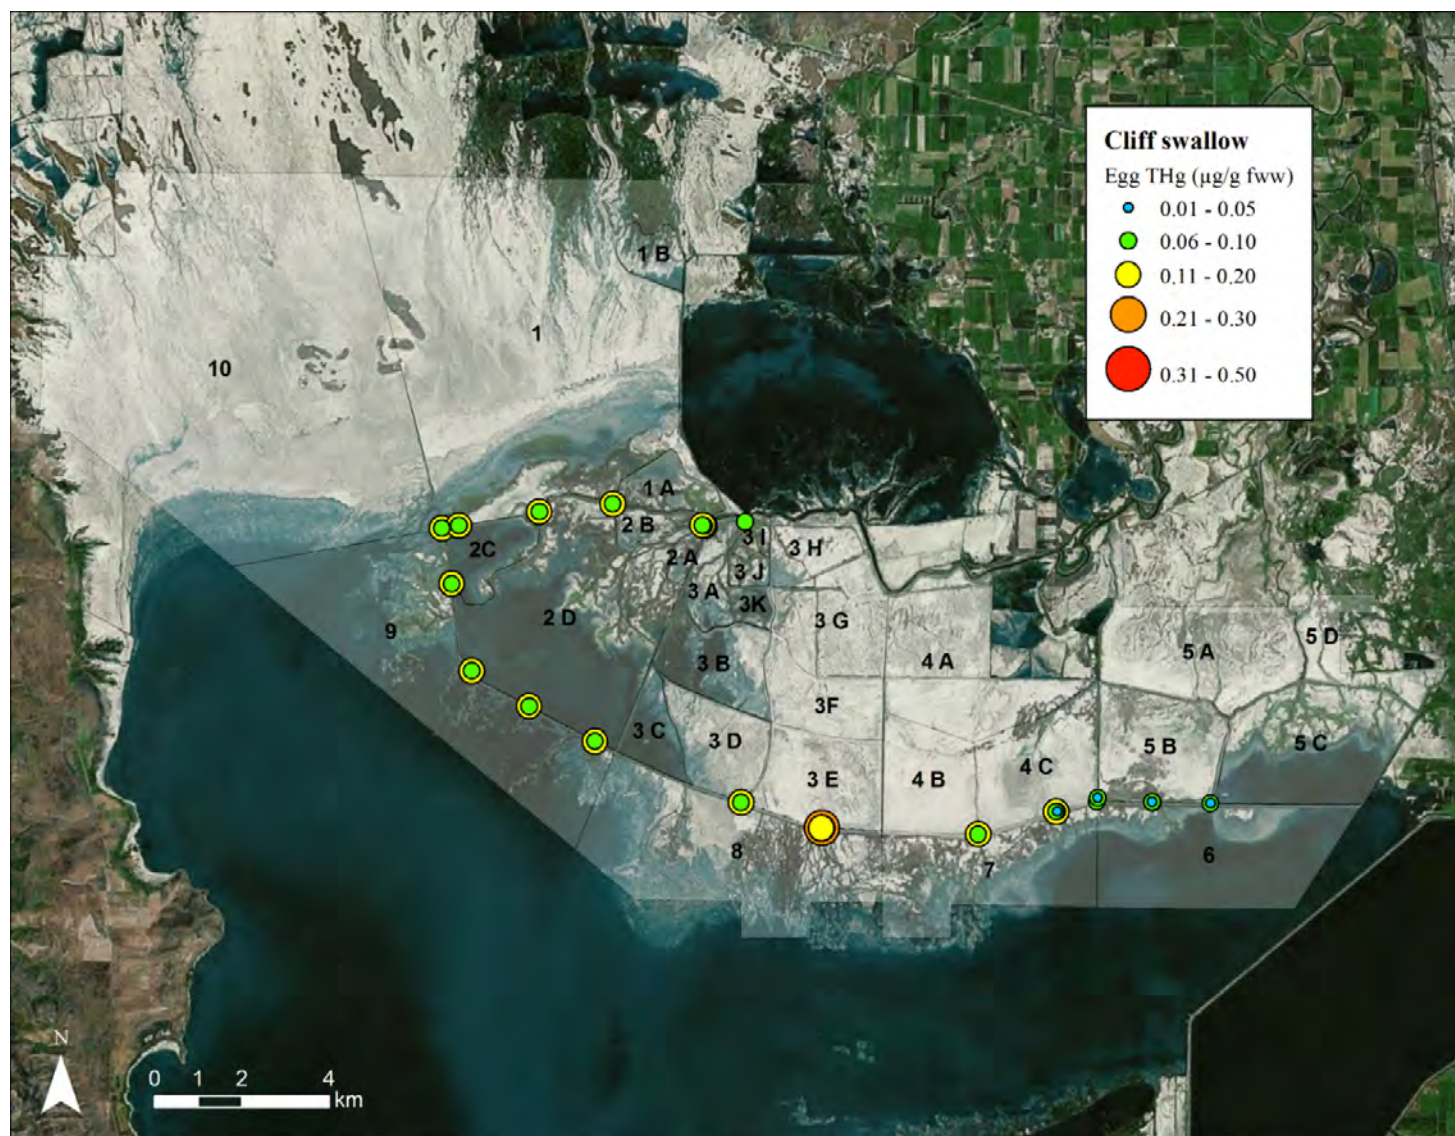 Cliff swallow
Egg THg (µg/g fww)
0.01 - 0.05
0.06 - 0.10
0.11 - 0.20
0.21 - 0.30
0.31 - 0.50
1 B
1
10
1 A
2 B
2C
3 I
3 H
2 A
3 J
3 A
3K
2 D
9
3 G
5 D
5 A
3 B
4 A
3F
3 C
3 D
5 B
5 C
3 E
4 B
4 C
8
7
6
N
0 1 2 4
km